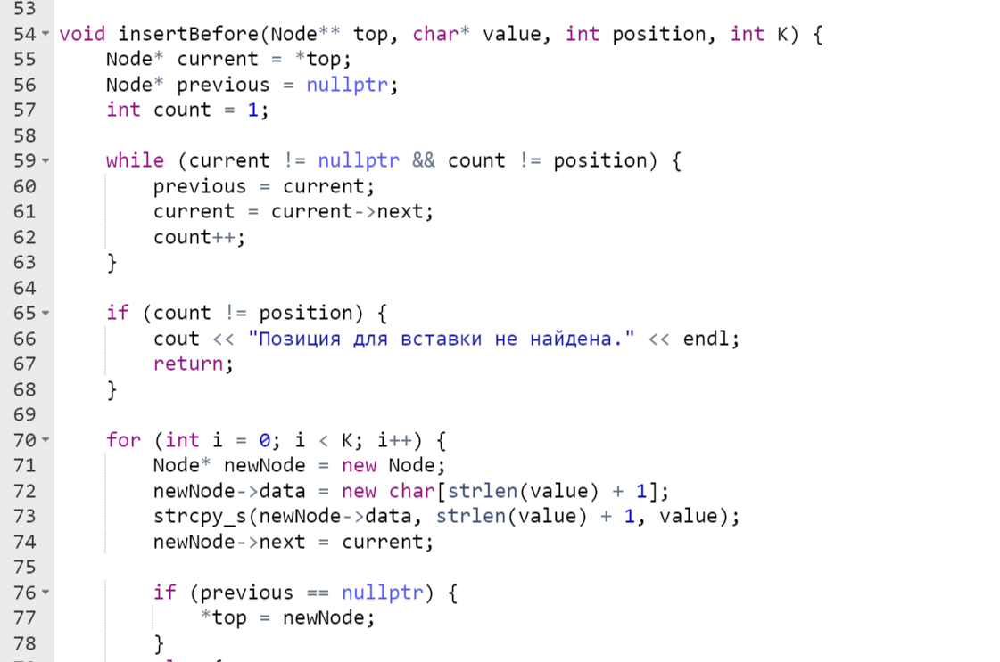 53
54 void insertBefore(Node** top, char* value, int position, int K) {
55 Node* current = *top;
56 Node* previous = nullptr;
57 int count = 1;
58
59 while (current != nullptr && count != position) {
60 previous = current;
61 current = current->next;
62 count++;
63 }
64
65 if (count != position) {
66 cout << "Позиция для вставки не найдена." << endl;
67 return;
68 }
69
70 for (int i = 0; i < K; i++) {
71 Node* newNode = new Node;
72 newNode->data = new char[strlen(value) + 1];
73 strcpy_s(newNode->data, strlen(value) + 1, value);
74 newNode->next = current;
75
76 if (previous == nullptr) {
77 *top = newNode;
78 }